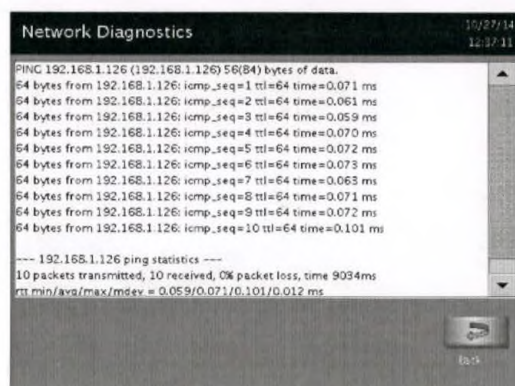 Network Diagnostics
10/27/14
12:37:11
PING 192.168.1.126 (192.168.1.126) 56(84) bytes of data.
64 bytes from 192.168.1.126: icmp_seq=1 ttl=64 time=0.071 ms
64 bytes from 192.168.1.126: icmp_seq=2 ttl=64 time=0.061 ms
64 bytes from 192.168.1.126: icmp_seq=3 ttl=64 time=0.059 ms
64 bytes from 192.168.1.126: icmp_seq=4 ttl=64 time=0.070 ms
64 bytes from 192.168.1.126: icmp_seq=5 ttl=64 time=0.072 ms
64 bytes from 192.168.1.126: icmp_seq=6 ttl=64 time=0.073 ms
64 bytes from 192.168.1.126: icmp_seq=7 ttl=64 time=0.063 ms
64 bytes from 192.168.1.126: icmp_seq=8 ttl=64 time=0.071 ms
64 bytes from 192.168.1.126: icmp_seq=9 ttl=64 time=0.072 ms
64 bytes from 192.168.1.126: icmp_seq=10 ttl=64 time=0.101 ms
--- 192.168.1.126 ping statistics ---
10 packets transmitted, 10 received, 0% packet loss, time 9034ms
rtt min/avg/max/mdev = 0.059/0.071/0.101/0.012 ms
Back